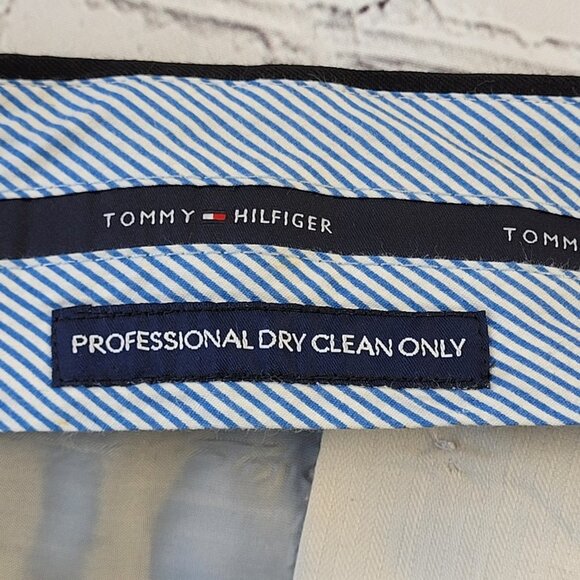 TOMMY HILFIGER TOMM
PROFESSIONAL DRY CLEAN ONLY